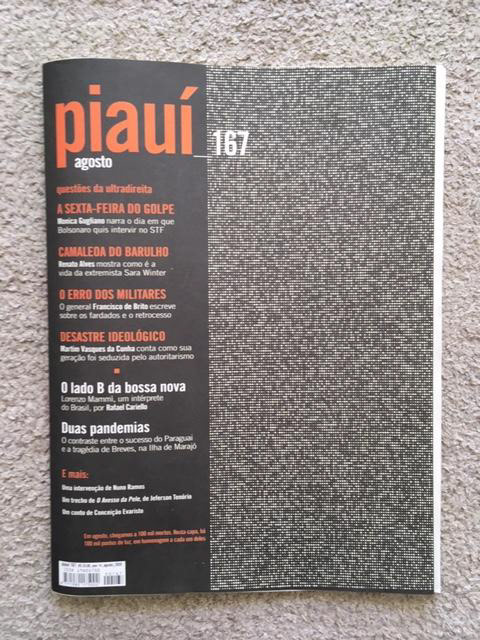 piauí_167
agosto
questões da ultradireita
A SEXTA-FEIRA DO GOLPE
Monica Gugliano narra o dia em que
Bolsonaro quis intervir no STF
CAMALEOA DO BARULHO
Renato Alves mostra como é a
vida da extremista Sara Winter
O ERRO DOS MILITARES
O general Francisco de Brito escreve
sobre os fardados e o retrocesso
DESASTRE IDEOLÓGICO
Martim Vasques da Cunha conta como sua
geração foi seduzida pelo autoritarismo
O lado B da bossa nova
Lorenzo Mammì, um intérprete
do Brasil, por Rafael Cariello
Duas pandemias
O contraste entre o sucesso do Paraguai
e a tragédia de Breves, na Ilha de Marajó
E mais:
Uma intervenção de Nuno Ramos
Um trecho de O Avesso da Pele, de Jeferson Tenório
Um conto de Conceição Evaristo
Em agosto, chegamos a 100 mil mortos. Nesta capa, há
100 mil pontos de luz, em homenagem a cada um deles